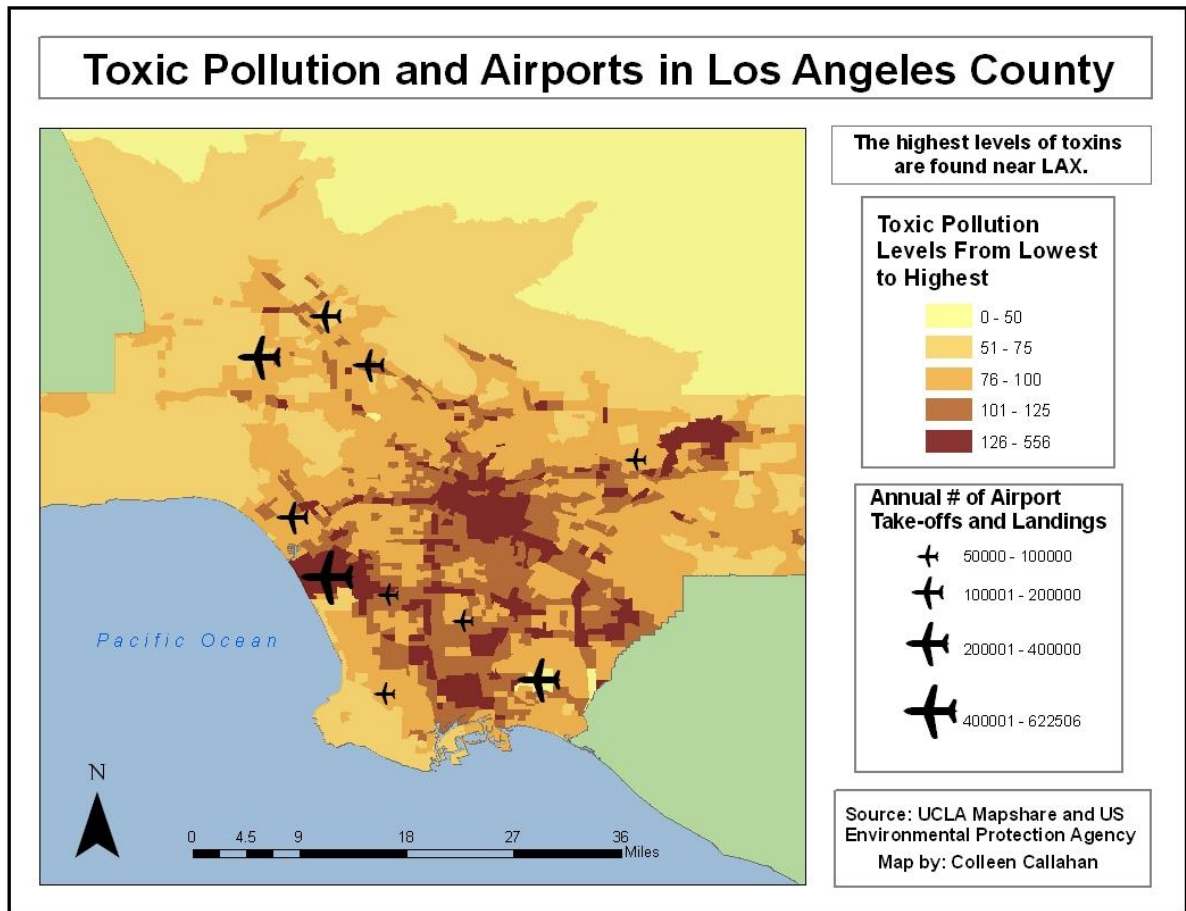 Toxic Pollution and Airports in Los Angeles County
The highest levels of toxins
are found near LAX.
Toxic Pollution
Levels From Lowest
to Highest
0 - 50
51 - 75
76 - 100
101 - 125
126 - 556
Annual # of Airport
Take-offs and Landings
50000 - 100000
100001 - 200000
200001 - 400000
400001 - 622506
Pacific Ocean
N
0 4.5 9 18 27 36
Miles
Source: UCLA Mapshare and US
Environmental Protection Agency
Map by: Colleen Callahan